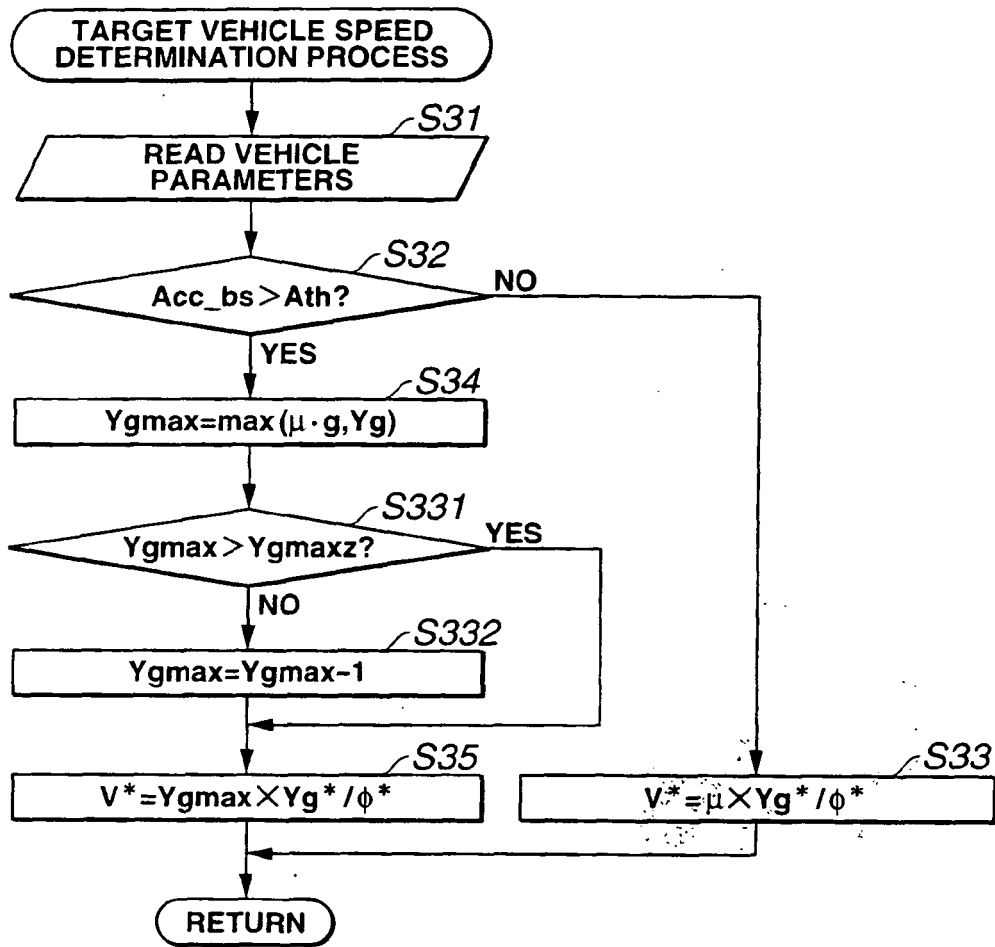 TARGET VEHICLE SPEED
DETERMINATION PROCESS
S31
READ VEHICLE
PARAMETERS
S32
Acc_bs>Ath?
NO
YES
S34
Ygmax=max(μ·g,Yg)
S331
Ygmax>Ygmaxz?
YES
NO
S332
Ygmax=Ygmax-1
S35
V*=Ygmax×Yg*/ϕ*
S33
V*=μ×Yg*/ϕ*
RETURN